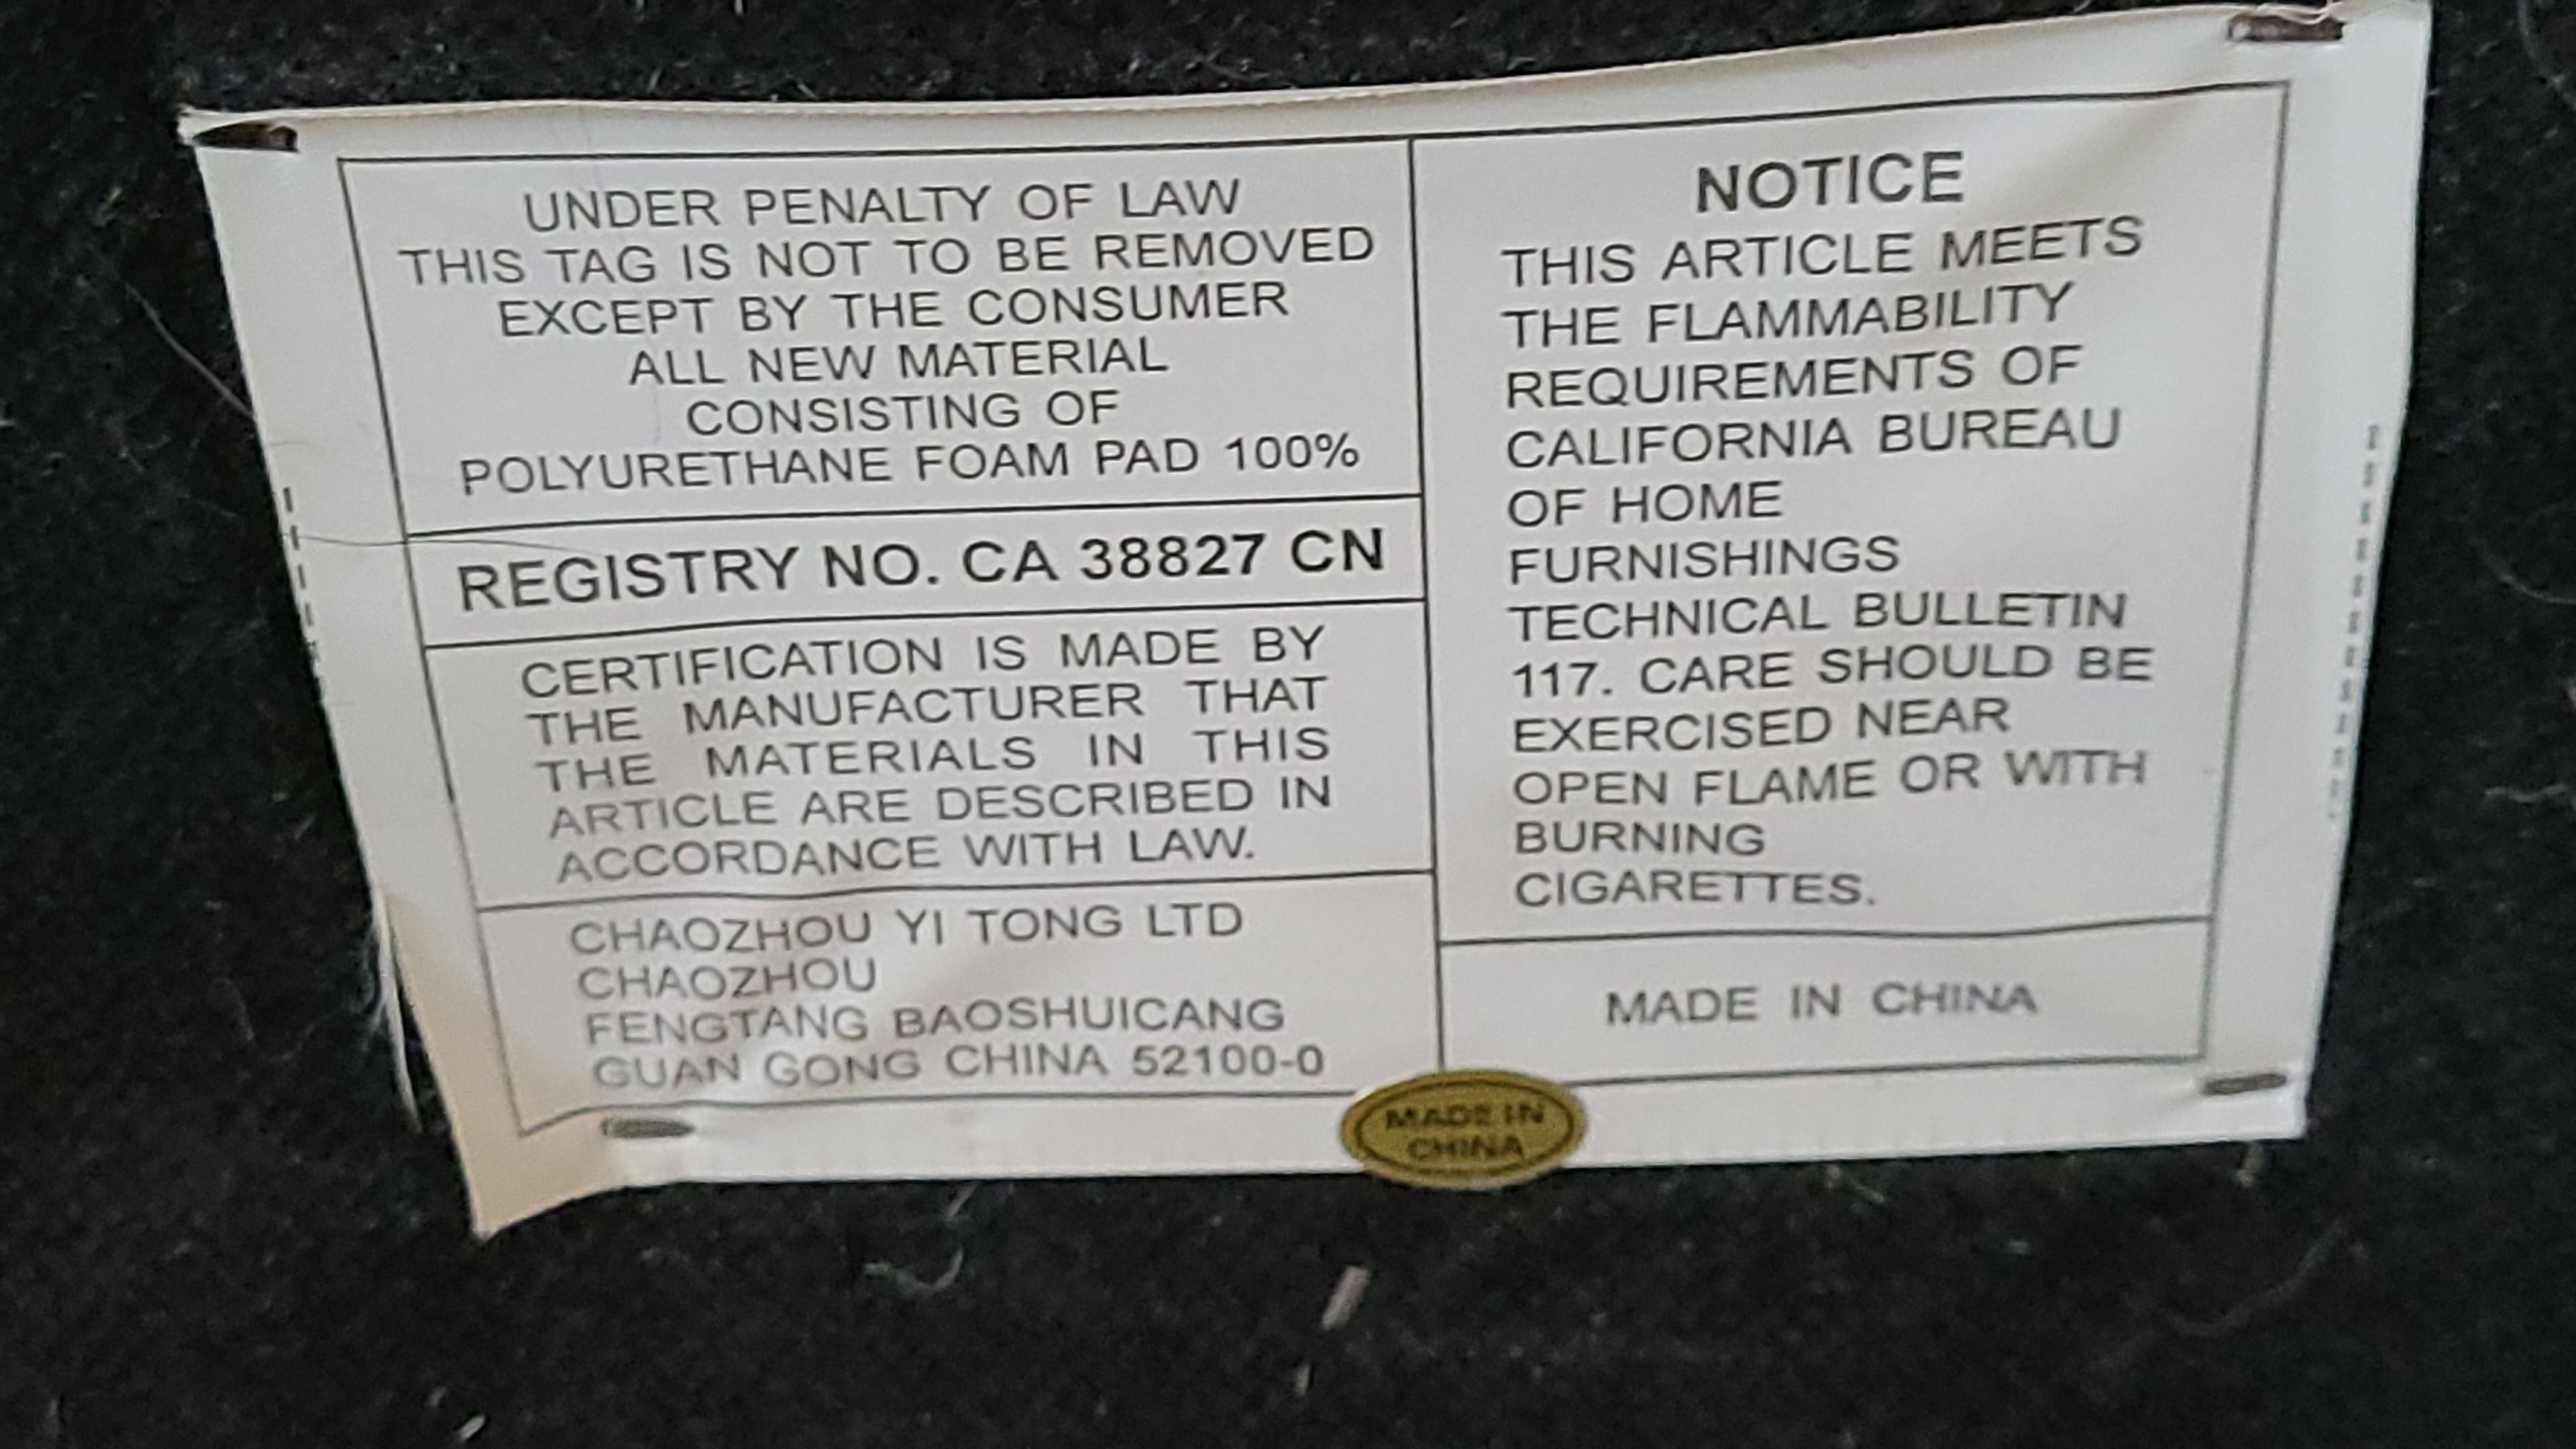 UNDER PENALTY OF LAW
THIS TAG IS NOT TO BE REMOVED
EXCEPT BY THE CONSUMER
ALL NEW MATERIAL
CONSISTING OF
POLYURETHANE FOAM PAD 100%
REGISTRY NO. CA 38827 CN
CERTIFICATION IS MADE BY
THE MANUFACTURER THAT
THE MATERIALS IN THIS
ARTICLE ARE DESCRIBED IN
ACCORDANCE WITH LAW.
CHAOZHOU YI TONG LTD
CHAOZHOU
FENGTANG BAOSHUICANG
GUAN GONG CHINA 52100-0
NOTICE
THIS ARTICLE MEETS
THE FLAMMABILITY
REQUIREMENTS OF
CALIFORNIA BUREAU
OF HOME
FURNISHINGS
TECHNICAL BULLETIN
117. CARE SHOULD BE
EXERCISED NEAR
OPEN FLAME OR WITH
BURNING
CIGARETTES.
MADE IN CHINA
MADE IN
CHINA